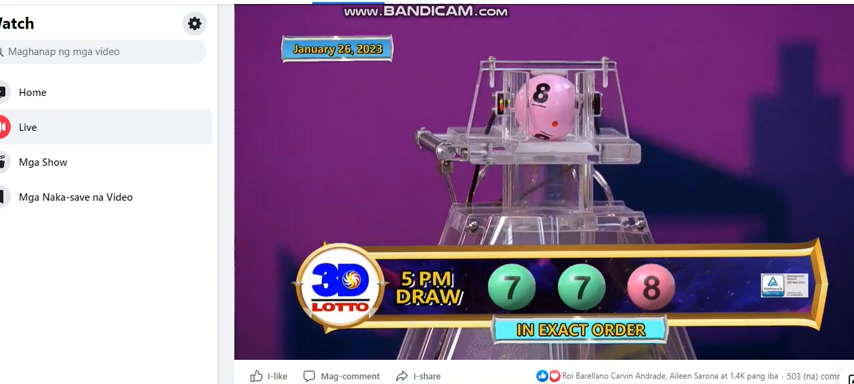 www.BANDICAM.com
Watch
Maghanap ng mga video
Home
Live
Mga Show
Mga Naka-save na Video
January 26, 2023
8
3D
LOTTO
5 PM
DRAW
7 7 8
IN EXACT ORDER
I-like
Mag-comment
I-share
Roi Barellano Carvin Andrade, Aileen Sarona at 1.4K pang iba · 503 (na) comm